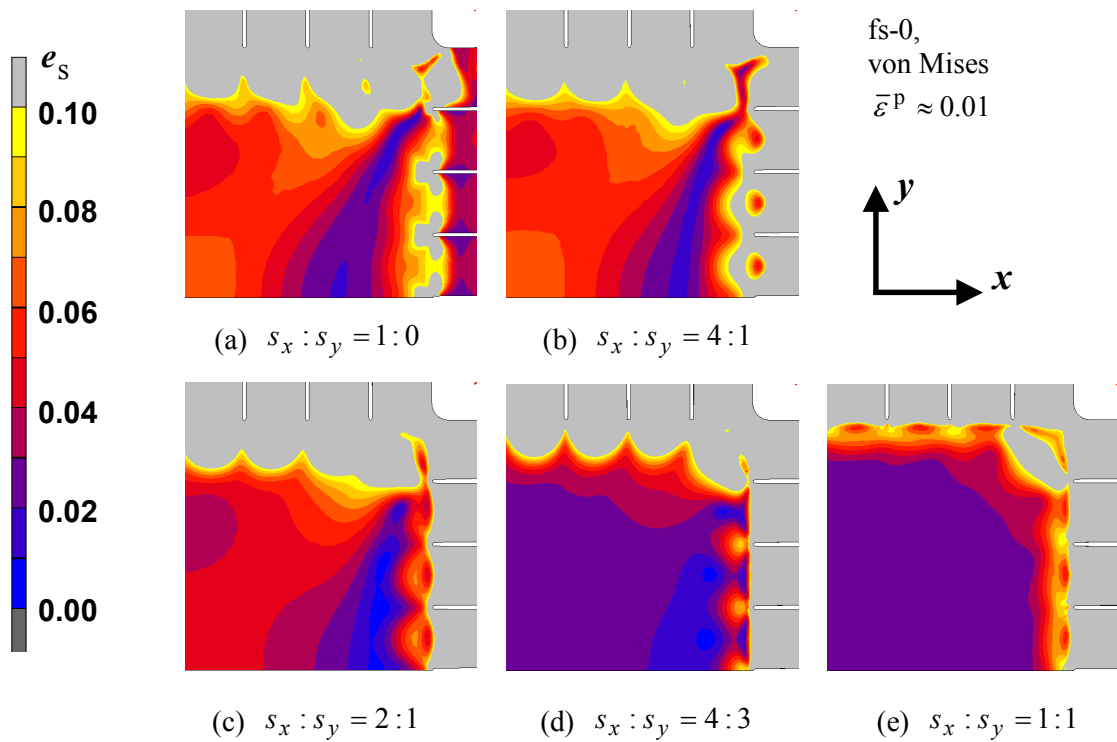 e_S
0.10
0.08
0.06
0.04
0.02
0.00
fs-0,
von Mises
ε̄^p ≈ 0.01
y
x
(a) s_x : s_y = 1 : 0
(b) s_x : s_y = 4 : 1
(c) s_x : s_y = 2 : 1
(d) s_x : s_y = 4 : 3
(e) s_x : s_y = 1 : 1